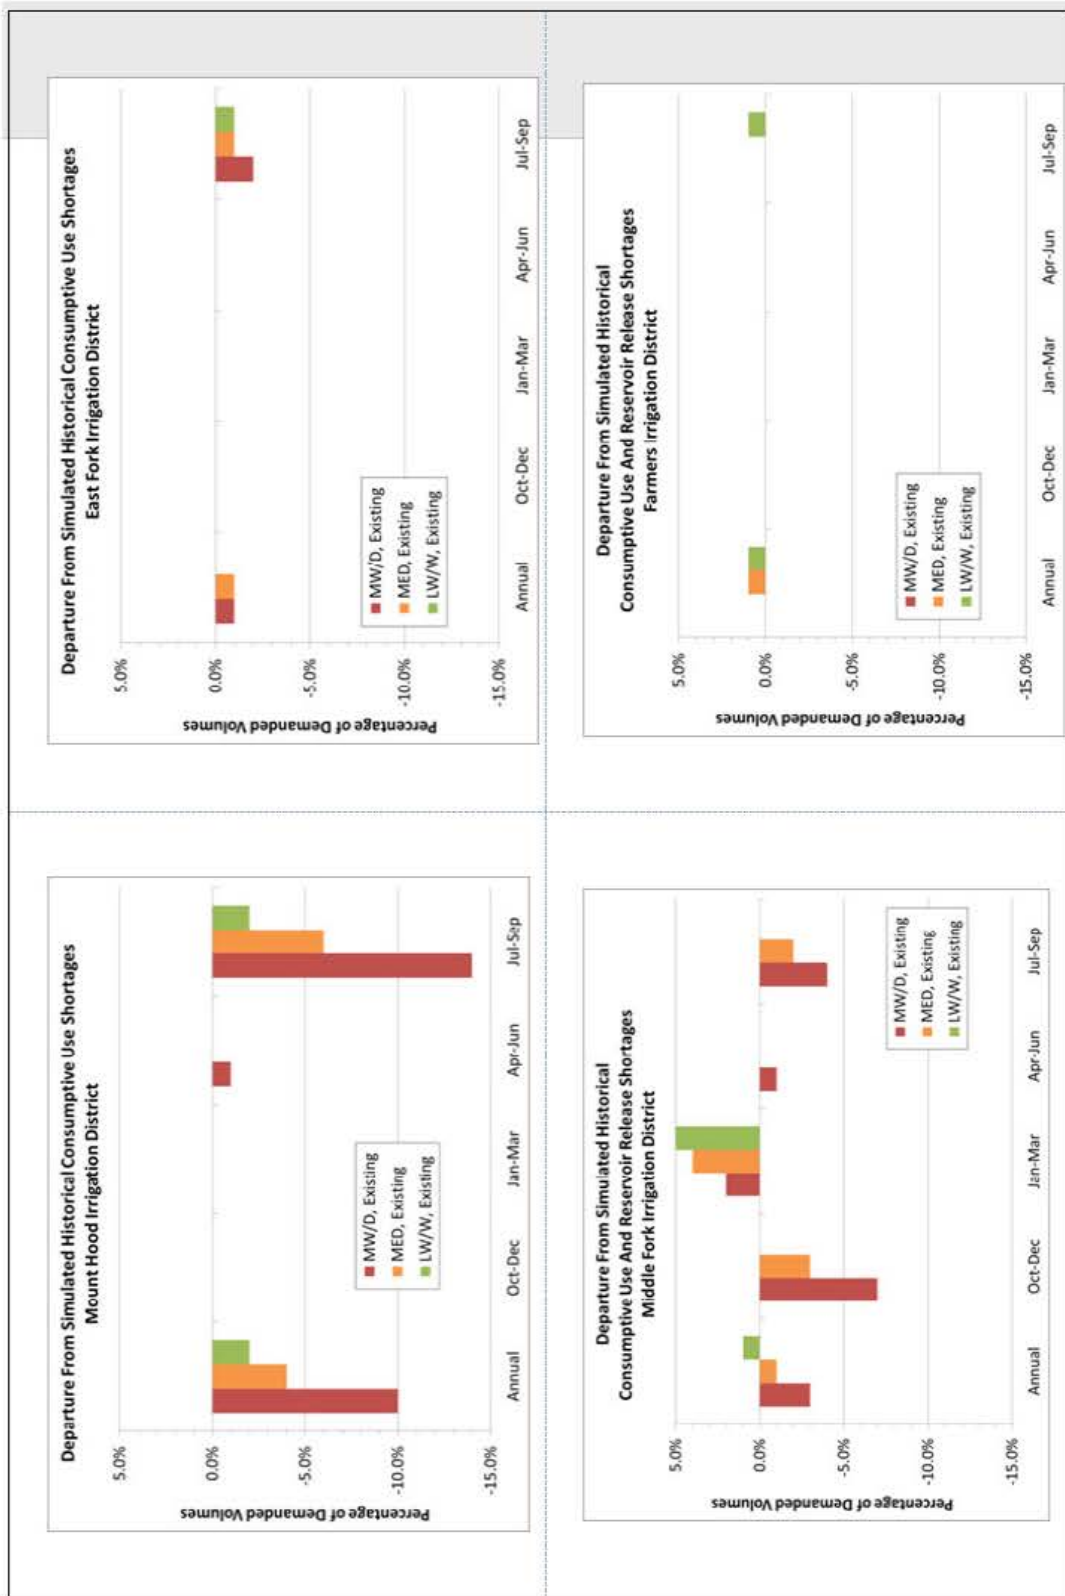 Departure From Simulated Historical Consumptive Use Shortages
Mount Hood Irrigation District
Percentage of Demanded Volumes
5.0%
0.0%
-5.0%
-10.0%
-15.0%
MW/D, Existing
MED, Existing
LW/W, Existing
Annual
Oct-Dec
Jan-Mar
Apr-Jun
Jul-Sep
Departure From Simulated Historical Consumptive Use Shortages
East Fork Irrigation District
Percentage of Demanded Volumes
5.0%
0.0%
-5.0%
-10.0%
-15.0%
MW/D, Existing
MED, Existing
LW/W, Existing
Annual
Oct-Dec
Jan-Mar
Apr-Jun
Jul-Sep
Departure From Simulated Historical
Consumptive Use And Reservoir Release Shortages
Middle Fork Irrigation District
Percentage of Demanded Volumes
5.0%
0.0%
-5.0%
-10.0%
-15.0%
MW/D, Existing
MED, Existing
LW/W, Existing
Annual
Oct-Dec
Jan-Mar
Apr-Jun
Jul-Sep
Departure From Simulated Historical
Consumptive Use And Reservoir Release Shortages
Farmers Irrigation District
Percentage of Demanded Volumes
5.0%
0.0%
-5.0%
-10.0%
-15.0%
MW/D, Existing
MED, Existing
LW/W, Existing
Annual
Oct-Dec
Jan-Mar
Apr-Jun
Jul-Sep